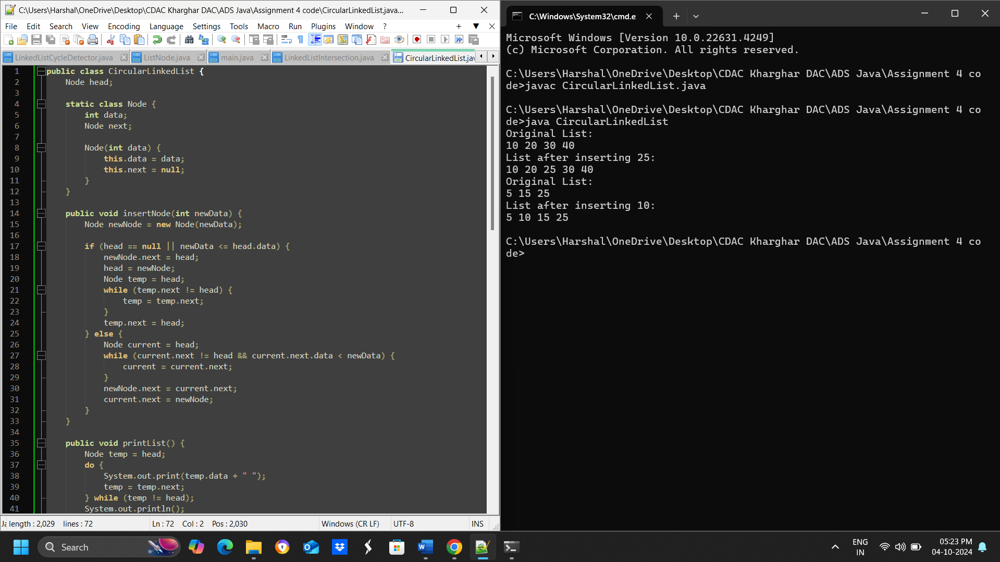 C:\Users\Harshal\OneDrive\Desktop\CDAC Kharghar DAC\ADS Java\Assignment 4 code\CircularLinkedList.java...
File Edit Search View Encoding Language Settings Tools Macro Run Plugins Window ?
LinkedListCycleDetector.java ListNode.java main.java LinkedListIntersection.java CircularLinkedList.jav
1 public class CircularLinkedList {
2     Node head;
3
4     static class Node {
5         int data;
6         Node next;
7
8         Node(int data) {
9             this.data = data;
10             this.next = null;
11         }
12     }
13
14     public void insertNode(int newData) {
15         Node newNode = new Node(newData);
16
17         if (head == null || newData <= head.data) {
18             newNode.next = head;
19             head = newNode;
20             Node temp = head;
21             while (temp.next != head) {
22                 temp = temp.next;
23             }
24             temp.next = head;
25         } else {
26             Node current = head;
27             while (current.next != head && current.next.data < newData) {
28                 current = current.next;
29             }
30             newNode.next = current.next;
31             current.next = newNode;
32         }
33     }
34
35     public void printList() {
36         Node temp = head;
37         do {
38             System.out.print(temp.data + " ");
39             temp = temp.next;
40         } while (temp != head);
41         System.out.println();
Ja length : 2,029 lines : 72 Ln : 72 Col : 2 Pos : 2,030 Windows (CR LF) UTF-8 INS
C:\Windows\System32\cmd.e
Microsoft Windows [Version 10.0.22631.4249]
(c) Microsoft Corporation. All rights reserved.
C:\Users\Harshal\OneDrive\Desktop\CDAC Kharghar DAC\ADS Java\Assignment 4 co
de>javac CircularLinkedList.java
C:\Users\Harshal\OneDrive\Desktop\CDAC Kharghar DAC\ADS Java\Assignment 4 co
de>java CircularLinkedList
Original List:
10 20 30 40
List after inserting 25:
10 20 25 30 40
Original List:
5 15 25
List after inserting 10:
5 10 15 25
C:\Users\Harshal\OneDrive\Desktop\CDAC Kharghar DAC\ADS Java\Assignment 4 co
de>
Search
ENG
IN
05:23 PM
04-10-2024